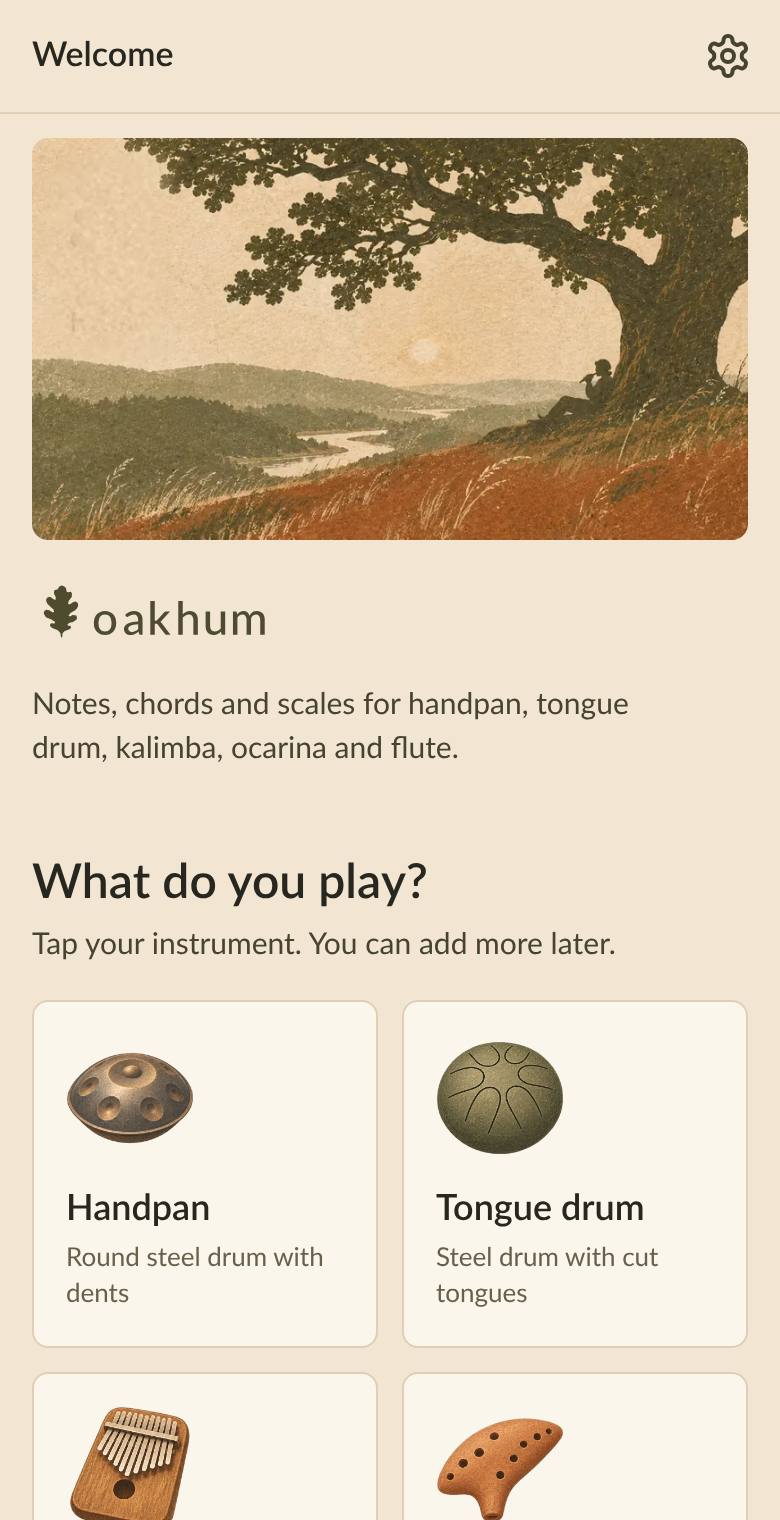 Welcome
oakhum
Notes, chords and scales for handpan, tongue
drum, kalimba, ocarina and flute.
What do you play?
Tap your instrument. You can add more later.
Handpan
Tongue drum
Round steel drum with
dents
Steel drum with cut
tongues